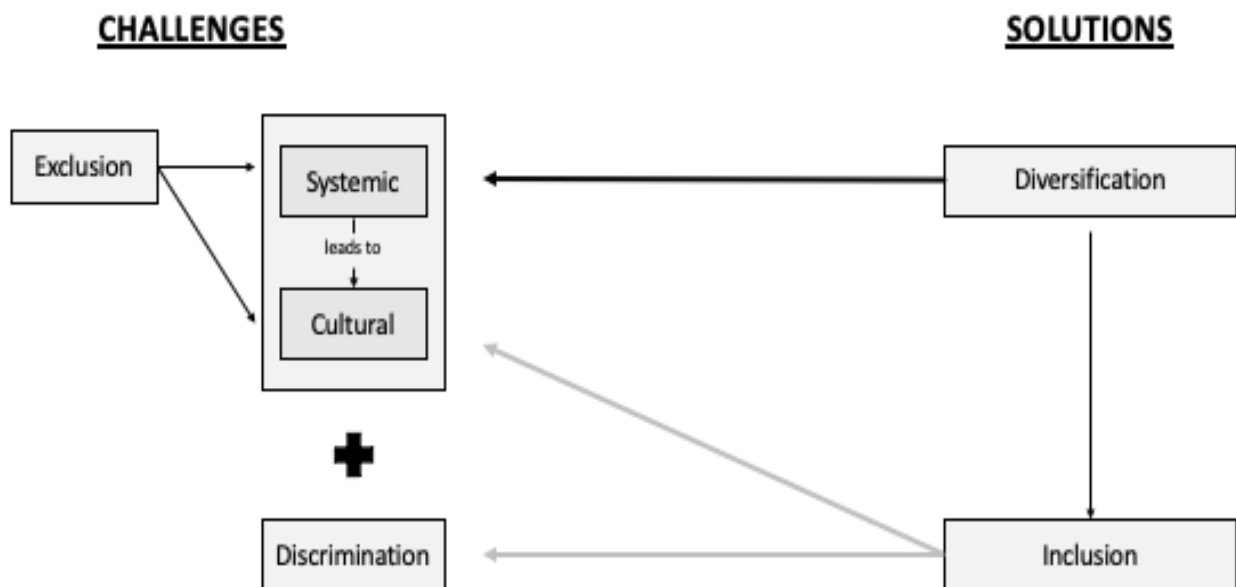 CHALLENGES
SOLUTIONS
Exclusion
Systemic
leads to
Cultural
Discrimination
Diversification
Inclusion